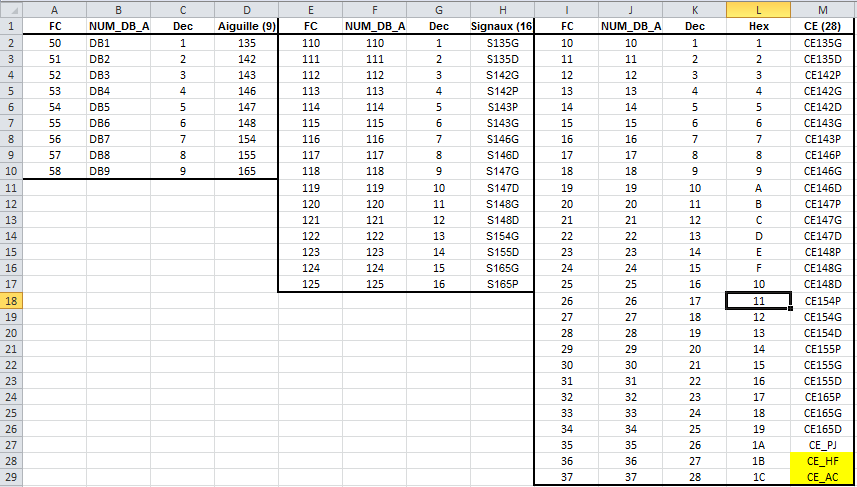 A B C D E F G H I J K L M
1 FC NUM_DB_A Dec Aiguille (9) FC NUM_DB_A Dec Signaux (16 FC NUM_DB_A Dec Hex CE (28)
2 50 DB1 1 135 110 110 1 S135G 10 10 1 1 CE135G
3 51 DB2 2 142 111 111 2 S135D 11 11 2 2 CE135D
4 52 DB3 3 143 112 112 3 S142G 12 12 3 3 CE142P
5 53 DB4 4 146 113 113 4 S142P 13 13 4 4 CE142G
6 54 DB5 5 147 114 114 5 S143P 14 14 5 5 CE142D
7 55 DB6 6 148 115 115 6 S143G 15 15 6 6 CE143G
8 56 DB7 7 154 116 116 7 S146G 16 16 7 7 CE143P
9 57 DB8 8 155 117 117 8 S146D 17 17 8 8 CE146P
10 58 DB9 9 165 118 118 9 S147G 18 18 9 9 CE146G
11 119 119 10 S147D 19 19 10 A CE146D
12 120 120 11 S148G 20 20 11 B CE147P
13 121 121 12 S148D 21 21 12 C CE147G
14 122 122 13 S154G 22 22 13 D CE147D
15 123 123 14 S155D 23 23 14 E CE148P
16 124 124 15 S165G 24 24 15 F CE148G
17 125 125 16 S165P 25 25 16 10 CE148D
18 26 26 17 11 CE154P
19 27 27 18 12 CE154G
20 28 28 19 13 CE154D
21 29 29 20 14 CE155P
22 30 30 21 15 CE155G
23 31 31 22 16 CE155D
24 32 32 23 17 CE165P
25 33 33 24 18 CE165G
26 34 34 25 19 CE165D
27 35 35 26 1A CE_PJ
28 36 36 27 1B CE_HF
29 37 37 28 1C CE_AC